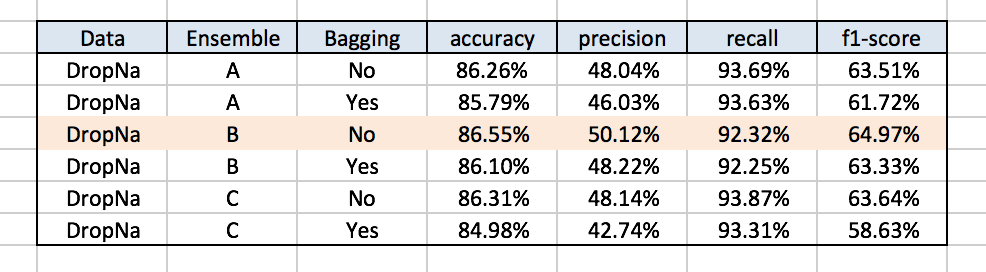 Data Ensemble Bagging accuracy precision recall f1-score
DropNa A No 86.26% 48.04% 93.69% 63.51%
DropNa A Yes 85.79% 46.03% 93.63% 61.72%
DropNa B No 86.55% 50.12% 92.32% 64.97%
DropNa B Yes 86.10% 48.22% 92.25% 63.33%
DropNa C No 86.31% 48.14% 93.87% 63.64%
DropNa C Yes 84.98% 42.74% 93.31% 58.63%